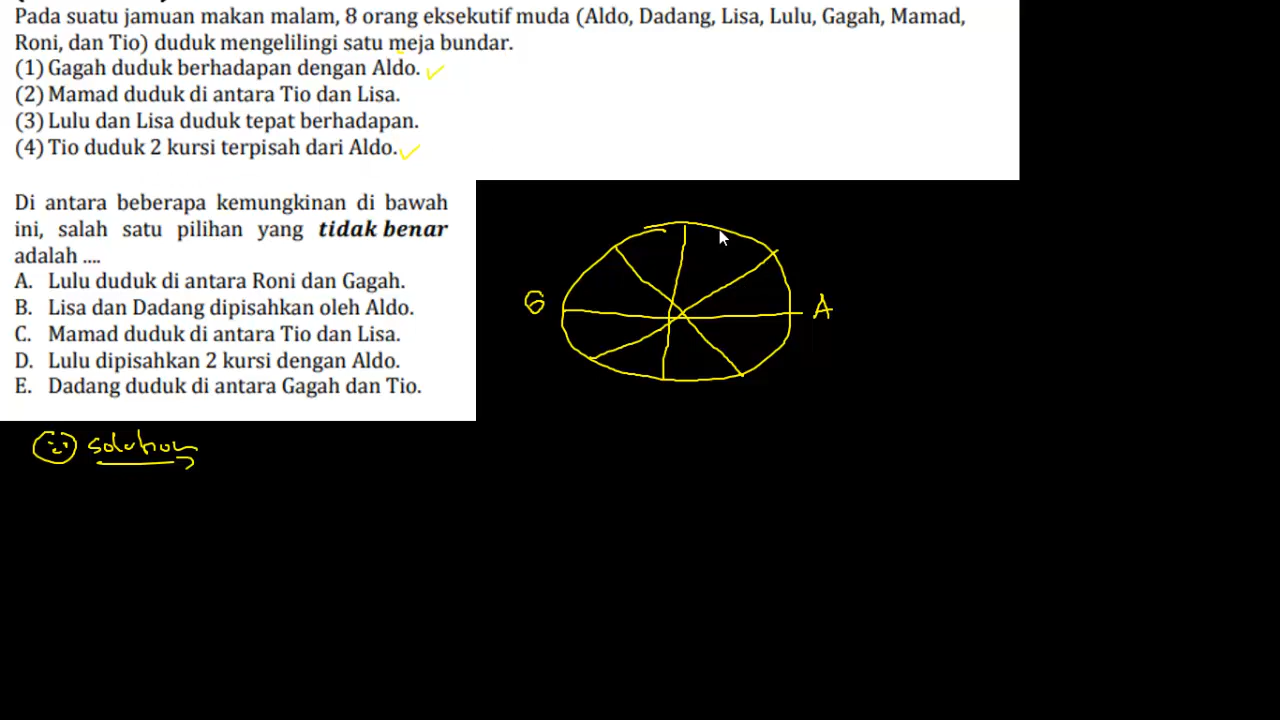 Pada suatu jamuan makan malam, 8 orang eksekutif muda (Aldo, Dadang, Lisa, Lulu, Gagah, Mamad,
Roni, dan Tio) duduk mengelilingi satu meja bundar.
(1) Gagah duduk berhadapan dengan Aldo.
(2) Mamad duduk di antara Tio dan Lisa.
(3) Lulu dan Lisa duduk tepat berhadapan.
(4) Tio duduk 2 kursi terpisah dari Aldo.
Di antara beberapa kemungkinan di bawah
ini, salah satu pilihan yang tidak benar
adalah ....
A. Lulu duduk di antara Roni dan Gagah.
B. Lisa dan Dadang dipisahkan oleh Aldo.
C. Mamad duduk di antara Tio dan Lisa.
D. Lulu dipisahkan 2 kursi dengan Aldo.
E. Dadang duduk di antara Gagah dan Tio.
G
A
solution